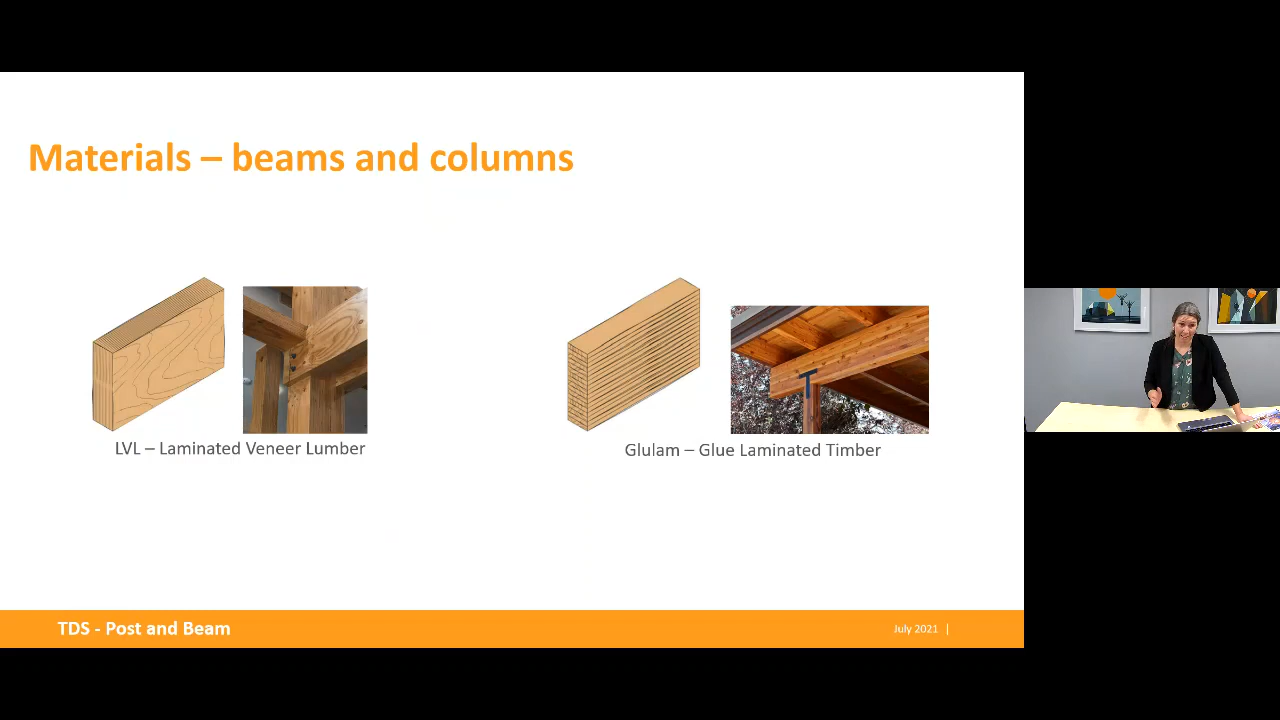 Materials – beams and columns
LVL – Laminated Veneer Lumber
Glulam – Glue Laminated Timber
TDS - Post and Beam
July 2021 |